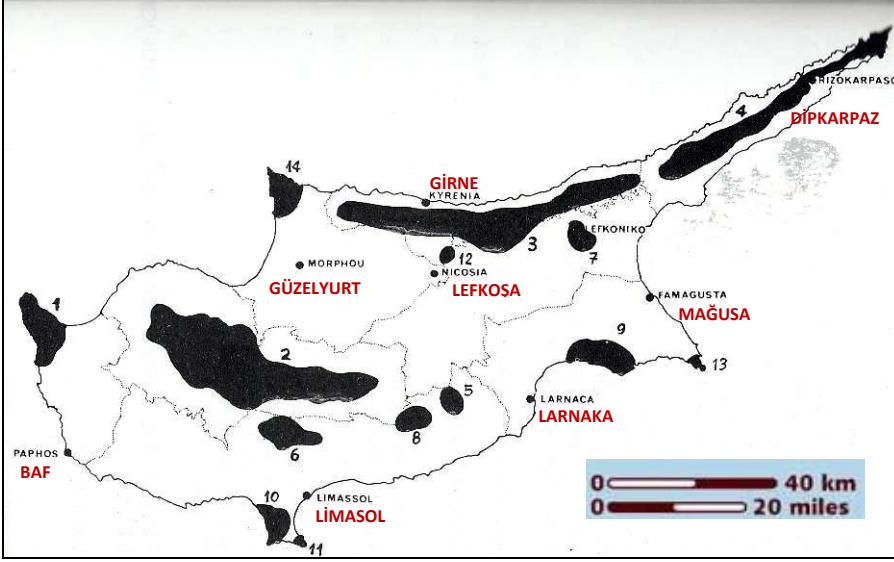 RIZOKARPASO
4
DİPKARPAZ
14
GİRNE
KYRENIA
3
LEFKONIKO
7
12
MORPHOU
NICOSIA
GÜZELYURT
LEFKOŞA
1
FAMAGUSTA
MAĞUSA
2
9
13
5
LARNACA
LARNAKA
8
6
PAPHOS
BAF
10
LIMASSOL
LİMASOL
11
0 40 km
0 20 miles